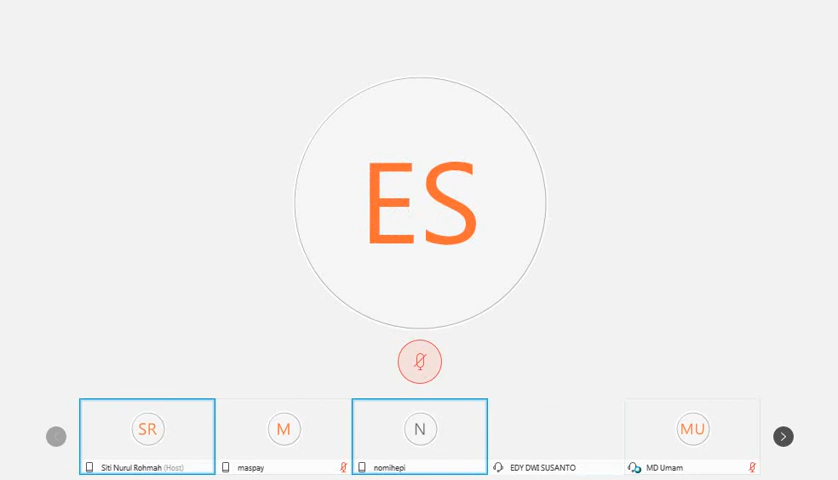 ES
SR
M
N
MU
Siti Nurul Rohmah (Host)
maspay
nomihepi
EDY DWI SUSANTO
MD Umam